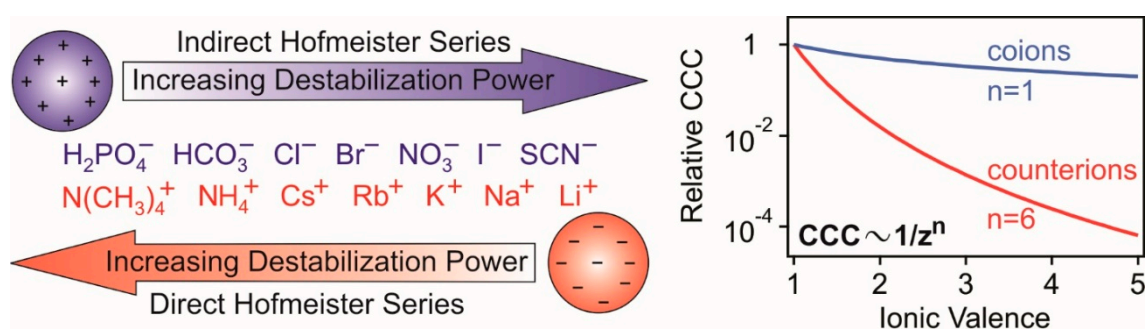 Indirect Hofmeister Series
Increasing Destabilization Power
H₂PO₄⁻ HCO₃⁻ Cl⁻ Br⁻ NO₃⁻ I⁻ SCN⁻
N(CH₃)₄⁺ NH₄⁺ Cs⁺ Rb⁺ K⁺ Na⁺ Li⁺
Increasing Destabilization Power
Direct Hofmeister Series
Relative CCC
1
10⁻²
10⁻⁴
coions
n=1
counterions
n=6
CCC∼1/zⁿ
1 2 3 4 5
Ionic Valence